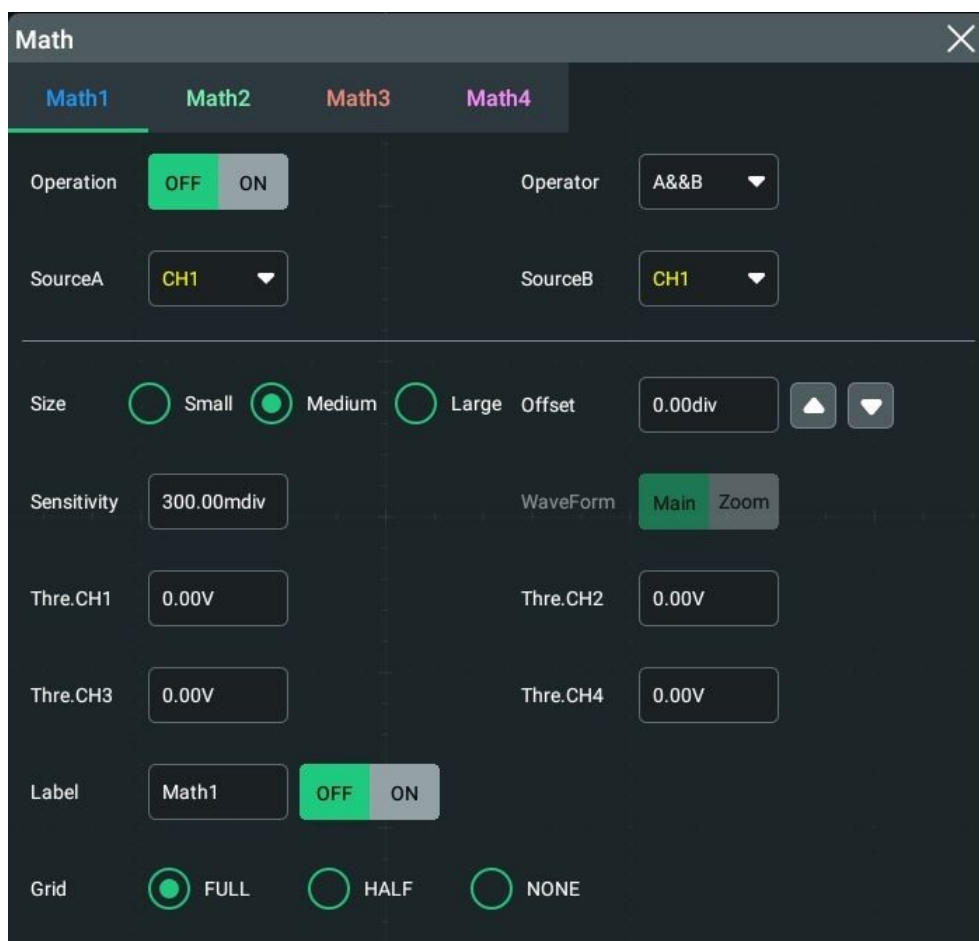 Math
Math1 Math2 Math3 Math4
Operation OFF ON Operator A&&B
SourceA CH1 SourceB CH1
Size Small Medium Large Offset 0.00div
Sensitivity 300.00mdiv WaveForm Main Zoom
Thre.CH1 0.00V Thre.CH2 0.00V
Thre.CH3 0.00V Thre.CH4 0.00V
Label Math1 OFF ON
Grid FULL HALF NONE